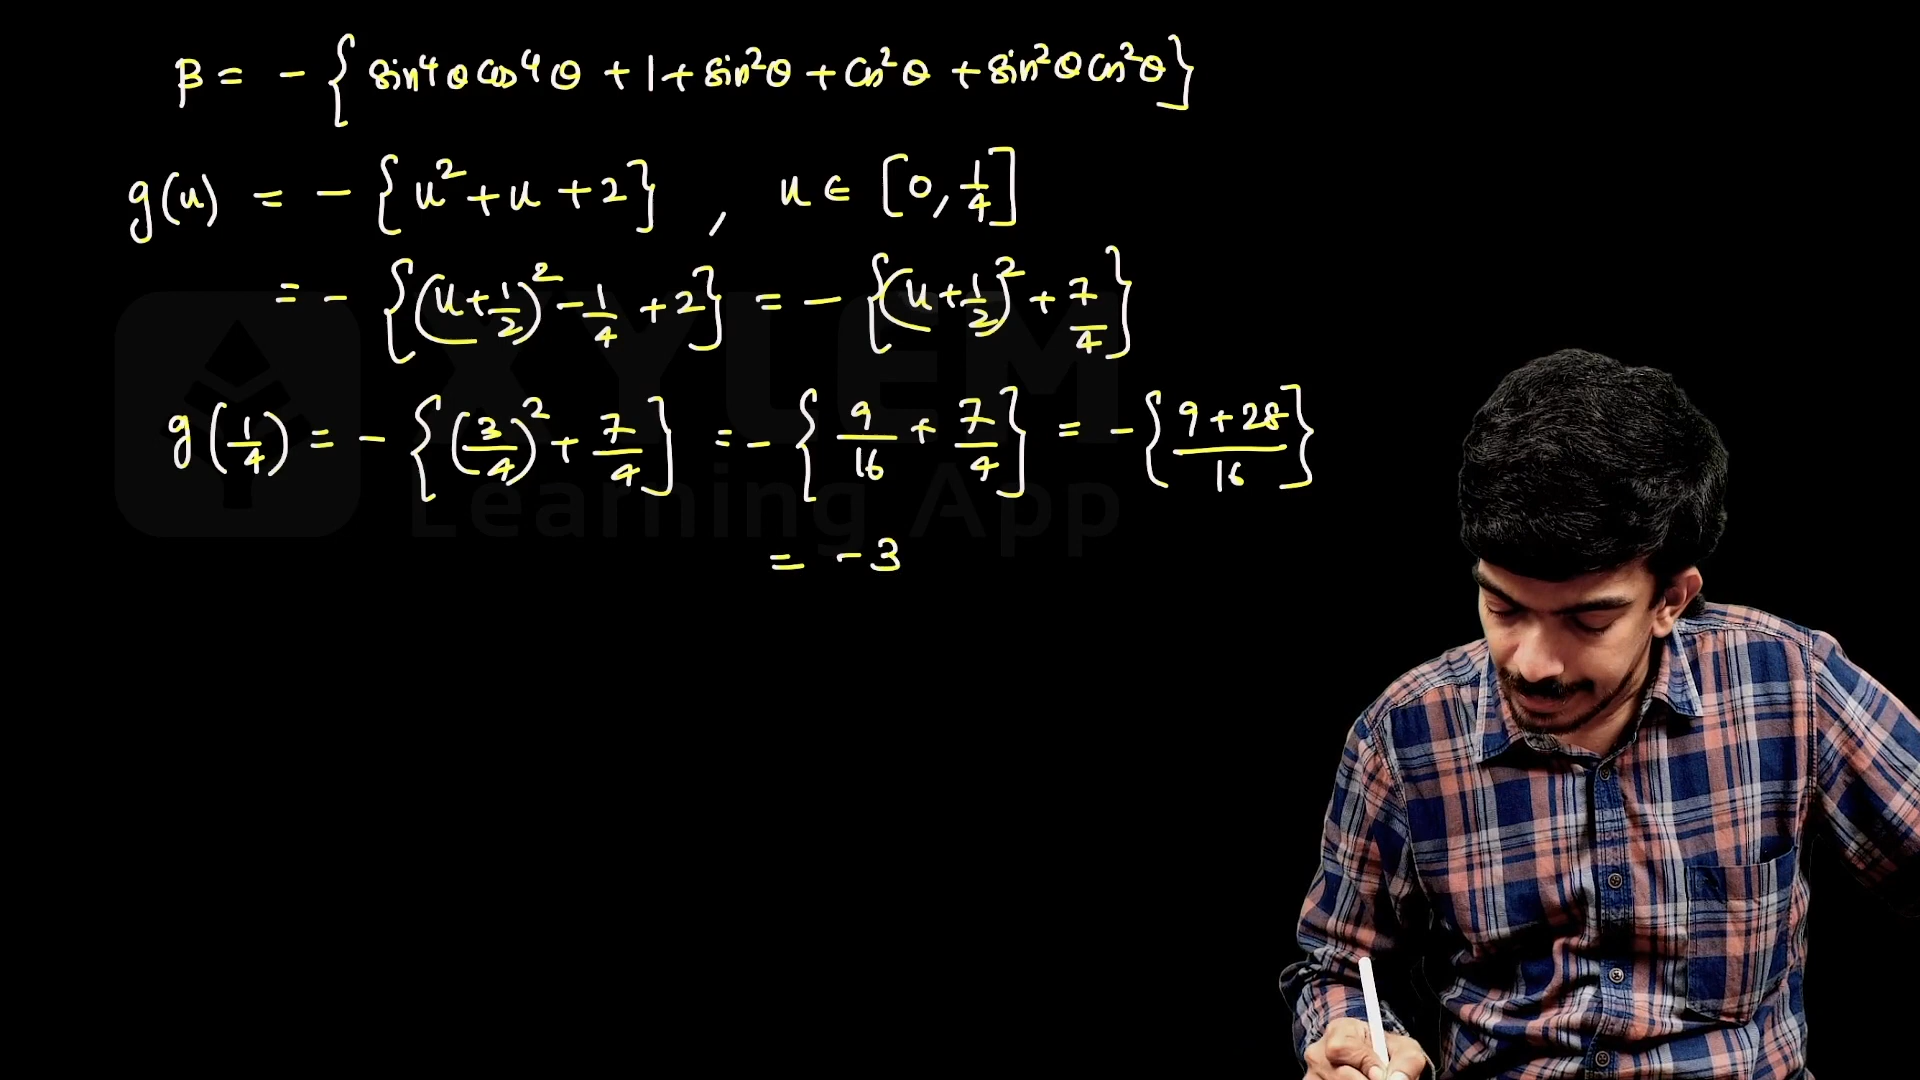 β = - { sin⁴θ cos⁴θ + 1 + sin²θ + cos²θ + sin²θ cos²θ }
g(u) = - { u² + u + 2 } , u ∈ [0, 1/4]
= - { (u + 1/2)² - 1/4 + 2 } = - { (u + 1/2)² + 7/4 }
g(1/4) = - { (3/4)² + 7/4 } = - { 9/16 + 7/4 } = - { 9 + 28 / 16 }
= - 3
XYLEM
Learning App